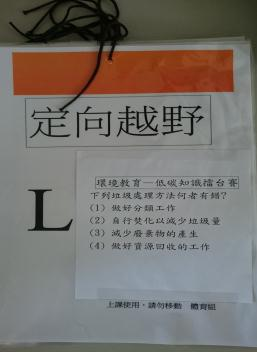 定向越野
L
環境教育—低碳知識擂台賽
下列垃圾處理方法何者有錯?
(1) 做好分類工作
(2) 自行焚化以減少垃圾量
(3) 減少廢棄物的產生
(4) 做好資源回收的工作
上課使用，請勿移動 體育組